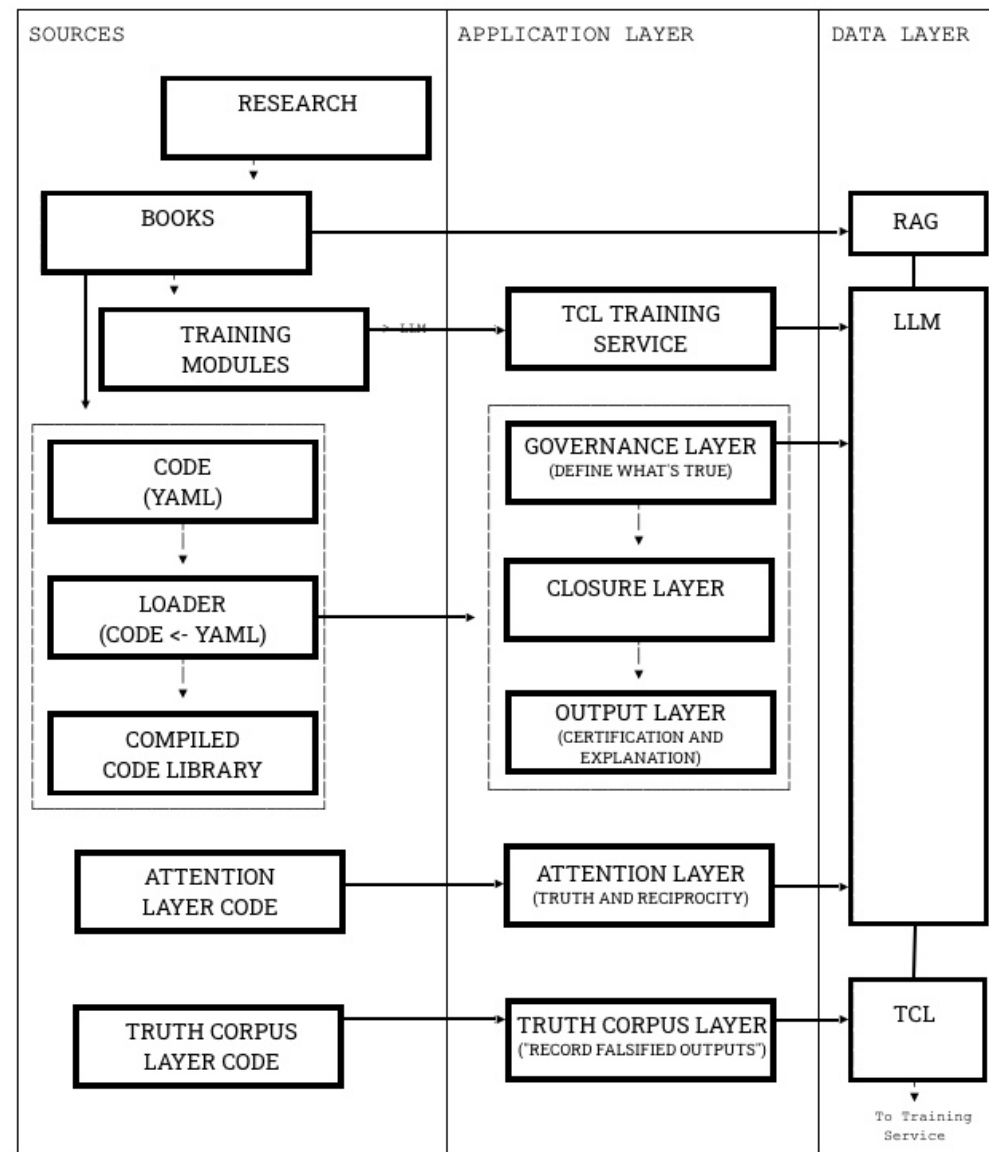 SOURCES
APPLICATION LAYER
DATA LAYER
RESEARCH
BOOKS
RAG
TRAINING
MODULES
> LLM
TCL TRAINING
SERVICE
LLM
CODE
(YAML)
LOADER
(CODE <- YAML)
COMPILED
CODE LIBRARY
GOVERNANCE LAYER
(DEFINE WHAT'S TRUE)
CLOSURE LAYER
OUTPUT LAYER
(CERTIFICATION AND
EXPLANATION)
ATTENTION
LAYER CODE
ATTENTION LAYER
(TRUTH AND RECIPROCITY)
TRUTH CORPUS
LAYER CODE
TRUTH CORPUS LAYER
("RECORD FALSIFIED OUTPUTS")
TCL
To Training
Service